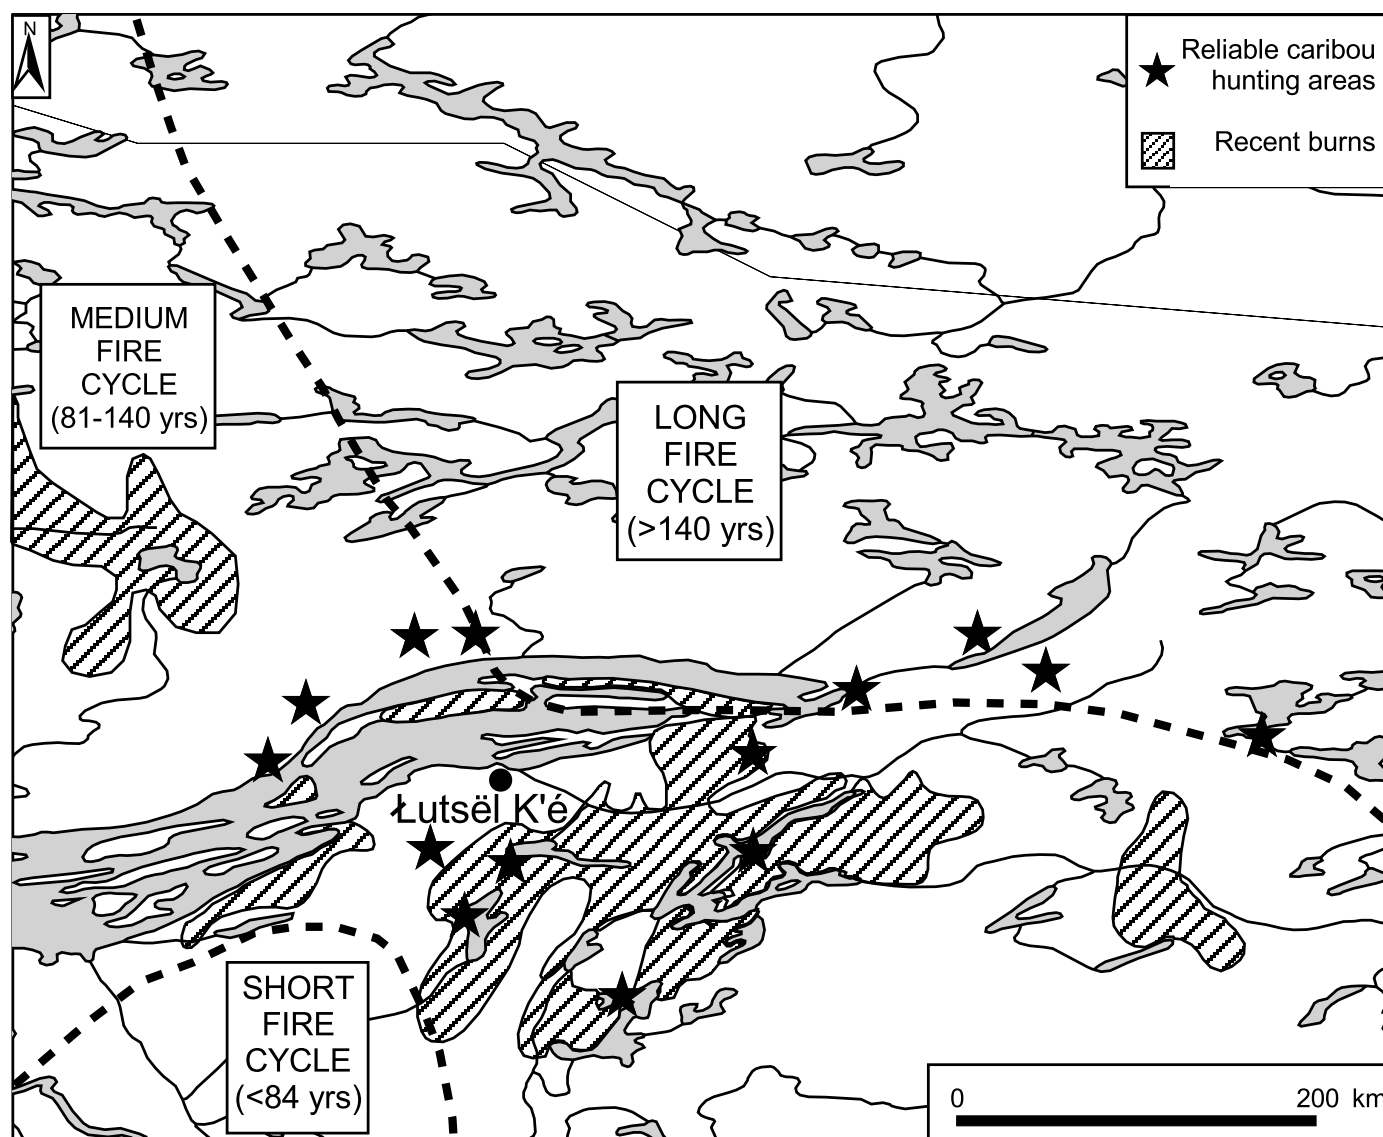 N
Reliable caribou
hunting areas
Recent burns
MEDIUM
FIRE
CYCLE
(81-140 yrs)
LONG
FIRE
CYCLE
(>140 yrs)
Łutsël K'é
SHORT
FIRE
CYCLE
(<84 yrs)
0 200 km